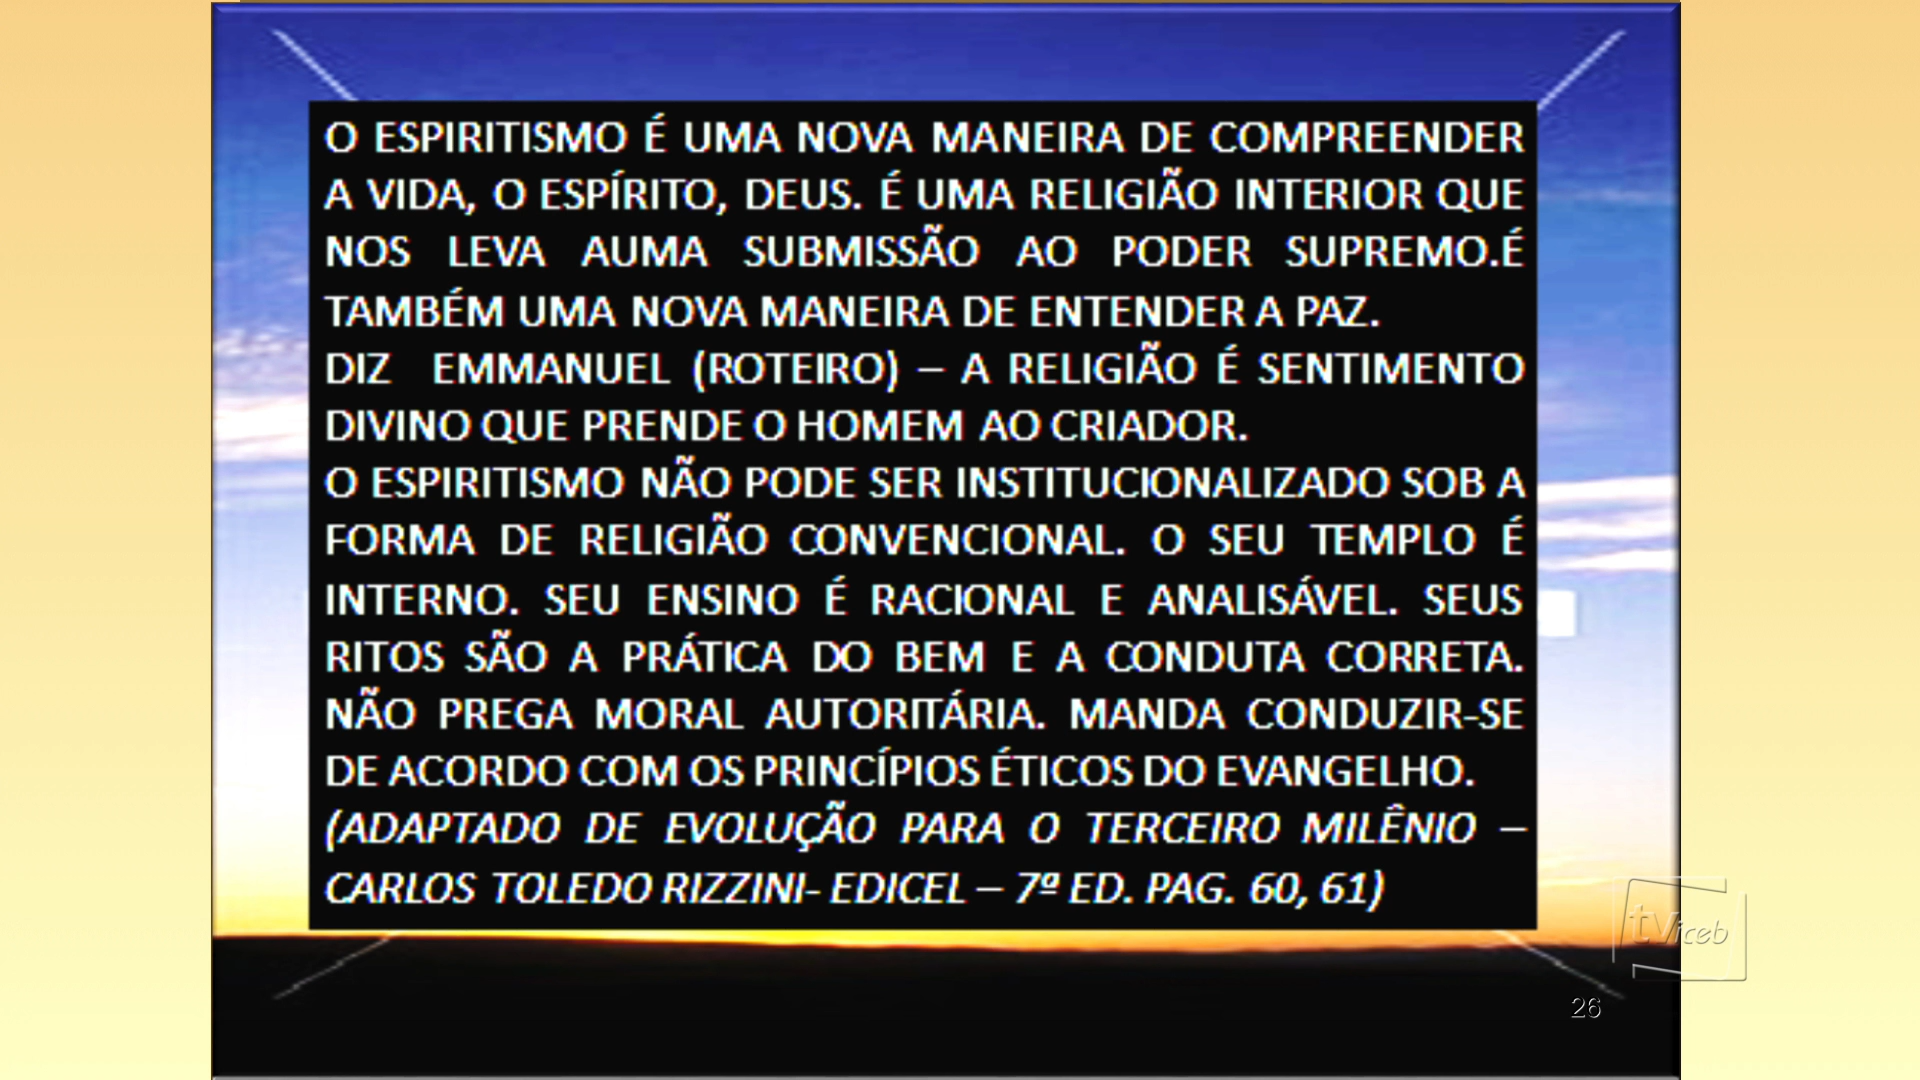 O ESPIRITISMO É UMA NOVA MANEIRA DE COMPREENDER
A VIDA, O ESPÍRITO, DEUS. É UMA RELIGIÃO INTERIOR QUE
NOS LEVA AUMA SUBMISSÃO AO PODER SUPREMO.É
TAMBÉM UMA NOVA MANEIRA DE ENTENDER A PAZ.
DIZ EMMANUEL (ROTEIRO) – A RELIGIÃO É SENTIMENTO
DIVINO QUE PRENDE O HOMEM AO CRIADOR.
O ESPIRITISMO NÃO PODE SER INSTITUCIONALIZADO SOB A
FORMA DE RELIGIÃO CONVENCIONAL. O SEU TEMPLO É
INTERNO. SEU ENSINO É RACIONAL E ANALISÁVEL. SEUS
RITOS SÃO A PRÁTICA DO BEM E A CONDUTA CORRETA.
NÃO PREGA MORAL AUTORITÁRIA. MANDA CONDUZIR-SE
DE ACORDO COM OS PRINCÍPIOS ÉTICOS DO EVANGELHO.
(ADAPTADO DE EVOLUÇÃO PARA O TERCEIRO MILÊNIO –
CARLOS TOLEDO RIZZINI- EDICEL – 7ª ED. PAG. 60, 61)
tviceb
26